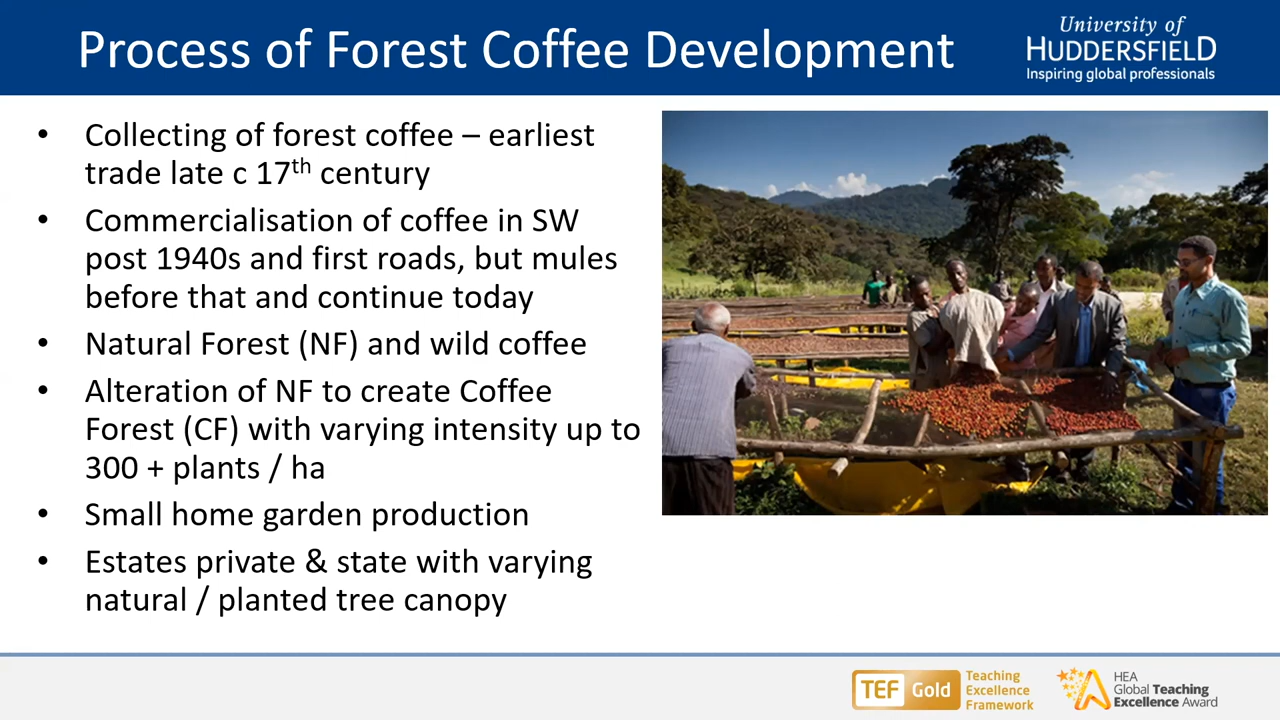 Process of Forest Coffee Development
University of
HUDDERSFIELD
Inspiring global professionals
• Collecting of forest coffee – earliest
trade late c 17th century
• Commercialisation of coffee in SW
post 1940s and first roads, but mules
before that and continue today
• Natural Forest (NF) and wild coffee
• Alteration of NF to create Coffee
Forest (CF) with varying intensity up to
300 + plants / ha
• Small home garden production
• Estates private & state with varying
natural / planted tree canopy
TEF Gold
Teaching
Excellence
Framework
HEA
Global Teaching
Excellence Award